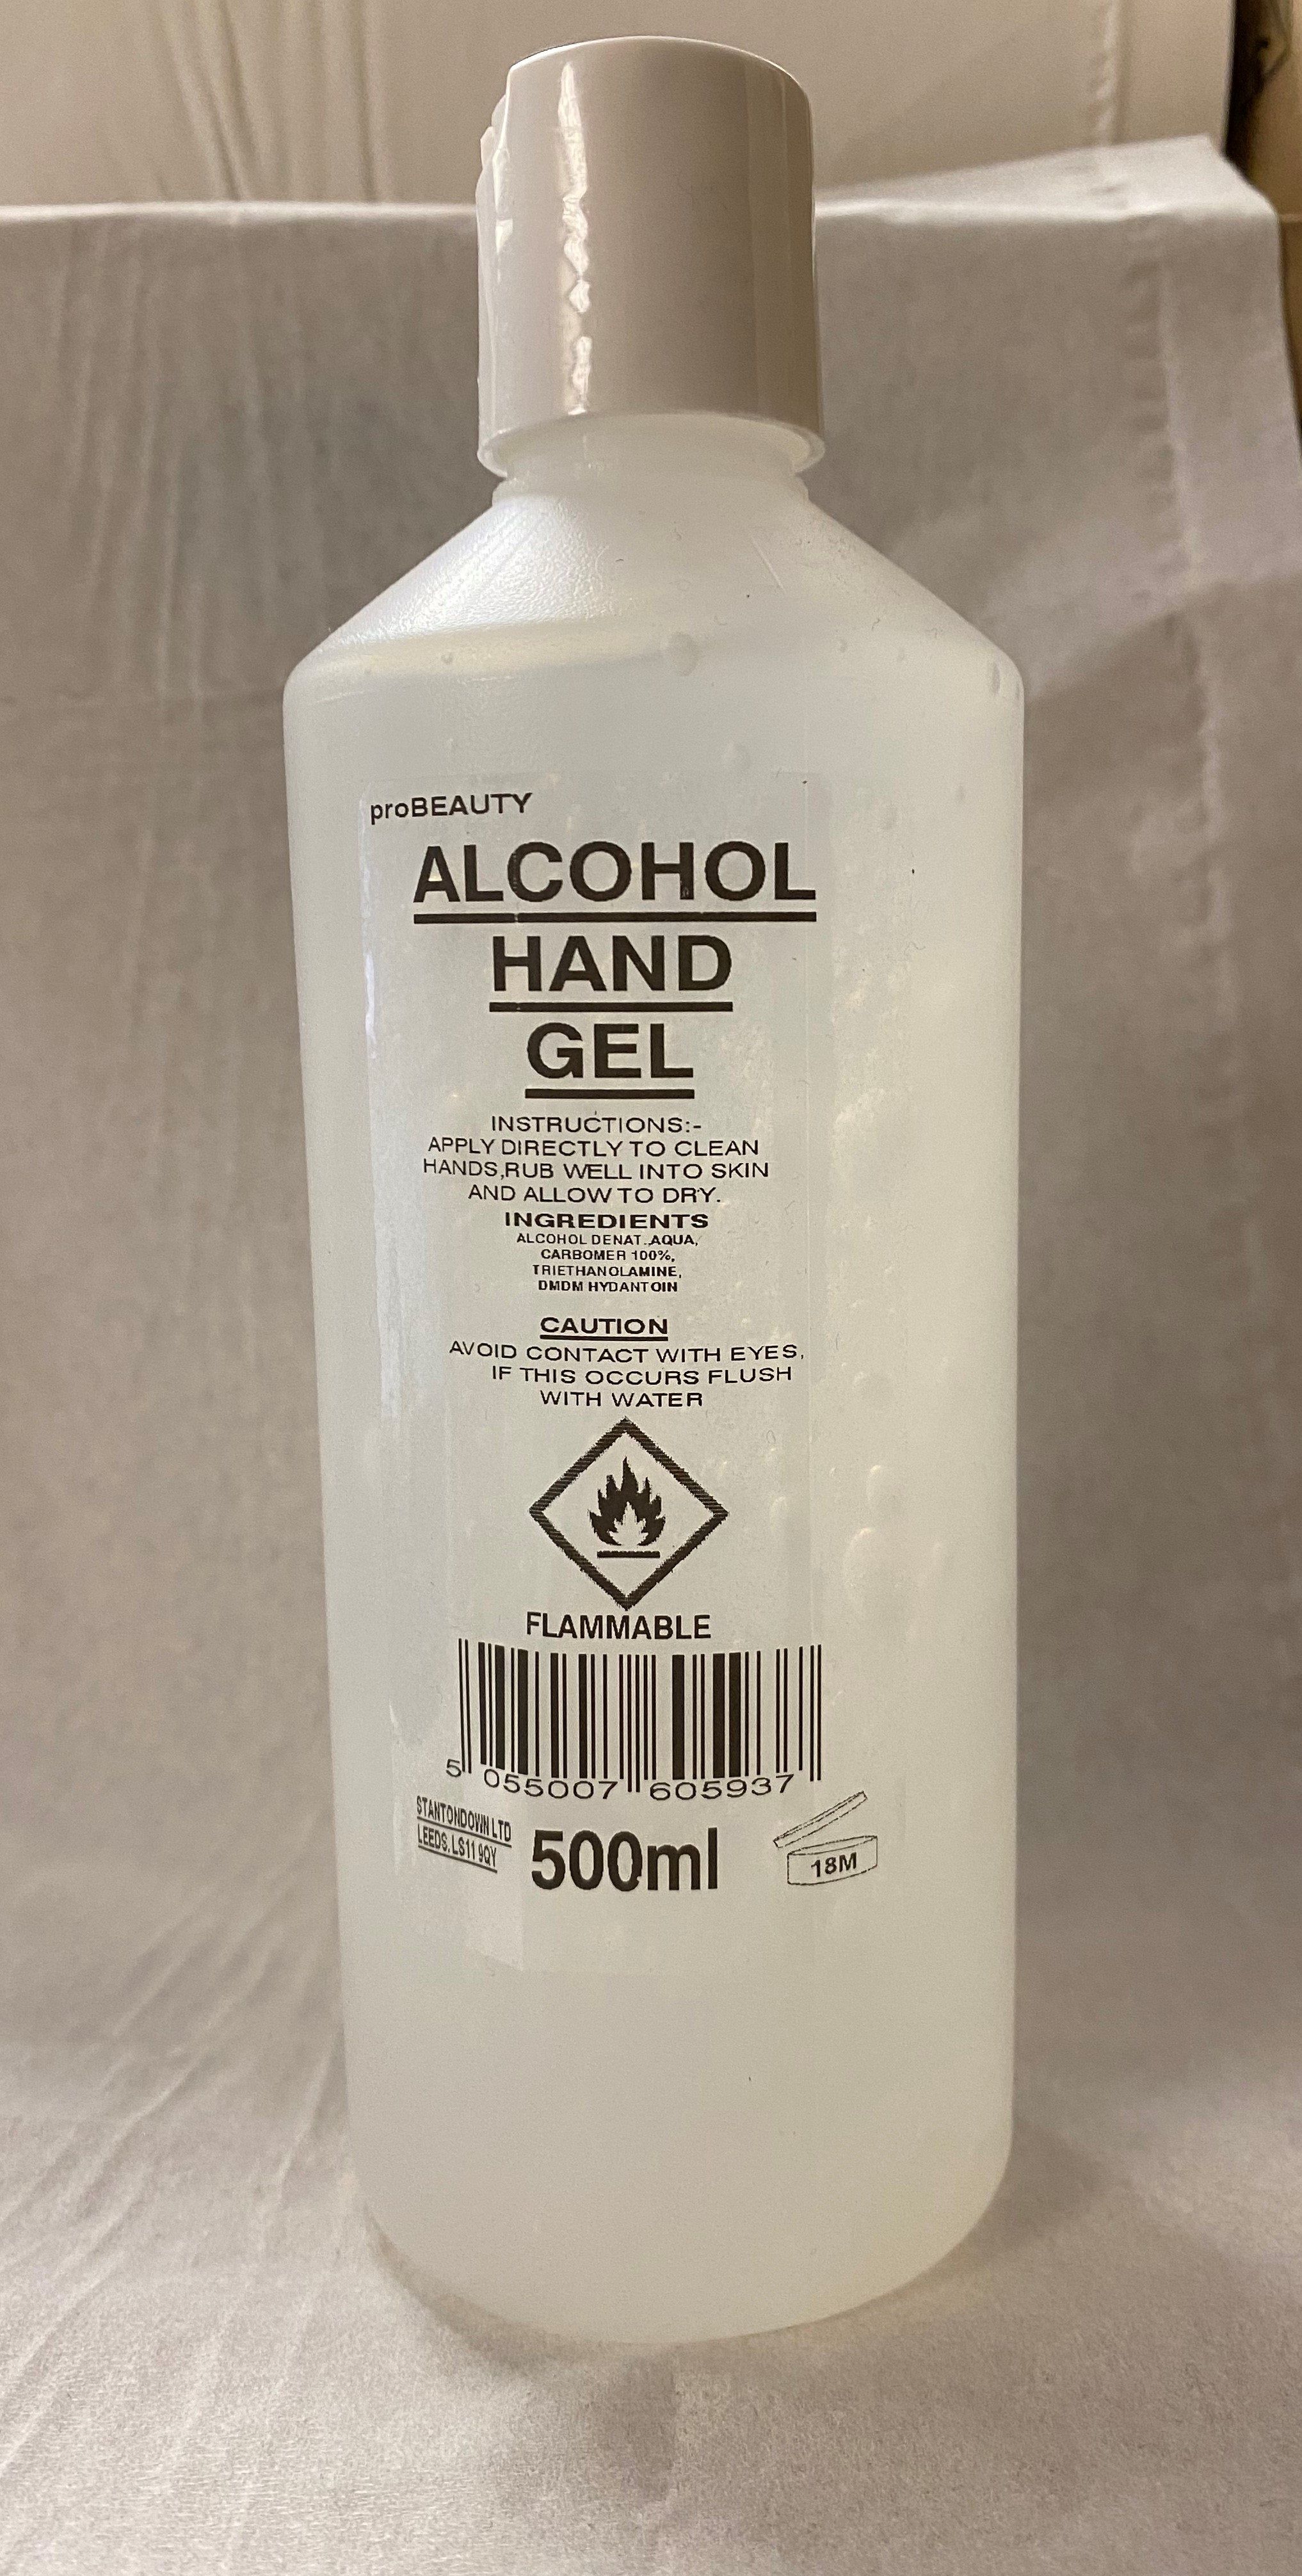 proBEAUTY
ALCOHOL
HAND
GEL
INSTRUCTIONS:-
APPLY DIRECTLY TO CLEAN
HANDS,RUB WELL INTO SKIN
AND ALLOW TO DRY.
INGREDIENTS
ALCOHOL DENAT.,AQUA,
CARBOMER 100%,
TRIETHANOLAMINE,
DMDM HYDANTOIN
CAUTION
AVOID CONTACT WITH EYES,
IF THIS OCCURS FLUSH
WITH WATER
FLAMMABLE
5 055007 605937
STANTONDOWN LTD
LEEDS. LS11 9QY
500ml
18M